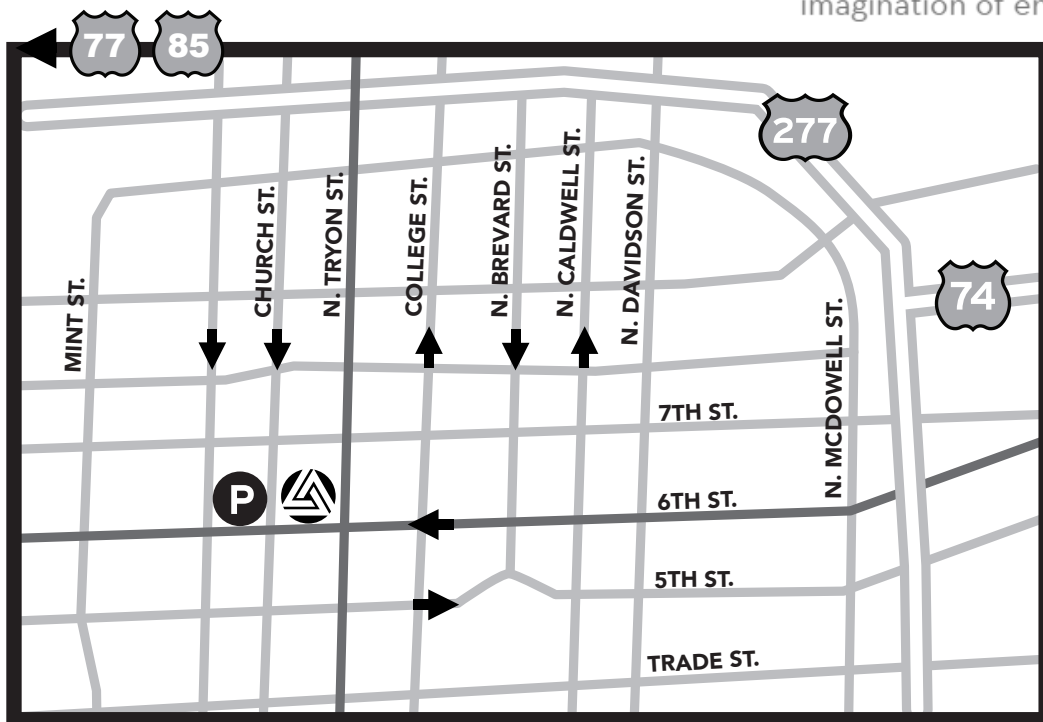 imagination of
77
85
277
CHURCH ST.
N. TRYON ST.
COLLEGE ST.
N. BREVARD ST.
N. CALDWELL ST.
N. DAVIDSON ST.
MINT ST.
74
N. MCDOWELL ST.
7TH ST.
P
6TH ST.
5TH ST.
TRADE ST.